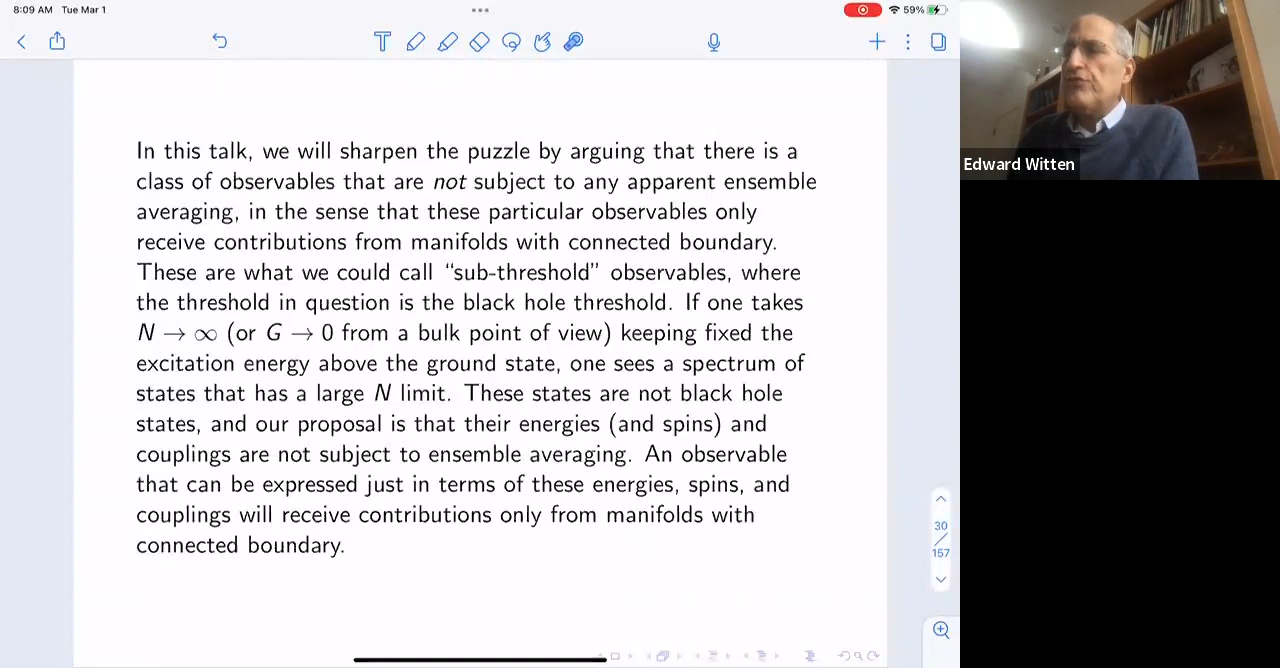 8:09 AM Tue Mar 1
59%
In this talk, we will sharpen the puzzle by arguing that there is a
class of observables that are not subject to any apparent ensemble
averaging, in the sense that these particular observables only
receive contributions from manifolds with connected boundary.
These are what we could call “sub-threshold” observables, where
the threshold in question is the black hole threshold. If one takes
N → ∞ (or G → 0 from a bulk point of view) keeping fixed the
excitation energy above the ground state, one sees a spectrum of
states that has a large N limit. These states are not black hole
states, and our proposal is that their energies (and spins) and
couplings are not subject to ensemble averaging. An observable
that can be expressed just in terms of these energies, spins, and
couplings will receive contributions only from manifolds with
connected boundary.
30
/
157
Edward Witten